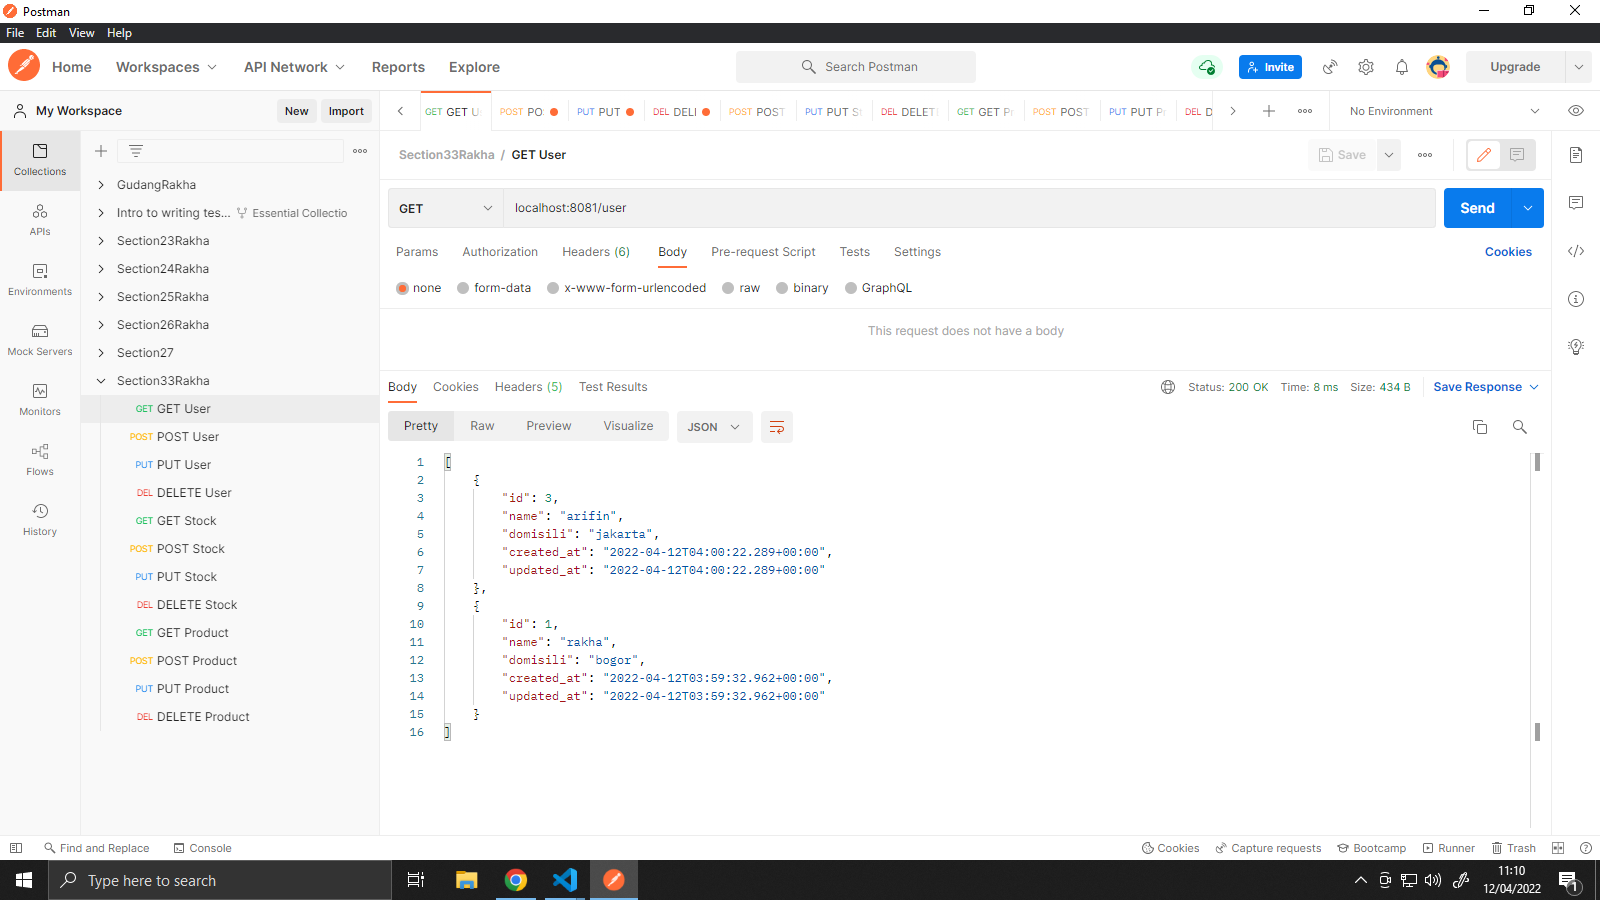 Postman
File Edit View Help
Home Workspaces API Network Reports Explore Search Postman Invite Upgrade
My Workspace New Import GET GET Us POST PO: PUT PUT DEL DELI POST POST PUT PUT St DEL DELETE GET GET Pr POST POST PUT PUT Pr DEL D No Environment
Section33Rakha / GET User Save
Collections
APIs
Environments
Mock Servers
Monitors
Flows
History
GudangRakha
Intro to writing tes... Essential Collectio
Section23Rakha
Section24Rakha
Section25Rakha
Section26Rakha
Section27
Section33Rakha
GET GET User
POST POST User
PUT PUT User
DEL DELETE User
GET GET Stock
POST POST Stock
PUT PUT Stock
DEL DELETE Stock
GET GET Product
POST POST Product
PUT PUT Product
DEL DELETE Product
GET localhost:8081/user Send
Params Authorization Headers (6) Body Pre-request Script Tests Settings Cookies
none form-data x-www-form-urlencoded raw binary GraphQL
This request does not have a body
Body Cookies Headers (5) Test Results Status: 200 OK Time: 8 ms Size: 434 B Save Response
Pretty Raw Preview Visualize JSON
1 [
2 {
3 "id": 3,
4 "name": "arifin",
5 "domisili": "jakarta",
6 "created_at": "2022-04-12T04:00:22.289+00:00",
7 "updated_at": "2022-04-12T04:00:22.289+00:00"
8 },
9 {
10 "id": 1,
11 "name": "rakha",
12 "domisili": "bogor",
13 "created_at": "2022-04-12T03:59:32.962+00:00",
14 "updated_at": "2022-04-12T03:59:32.962+00:00"
15 }
16 ]
Find and Replace Console Cookies Capture requests Bootcamp Runner Trash
Type here to search 11:10
12/04/2022 1